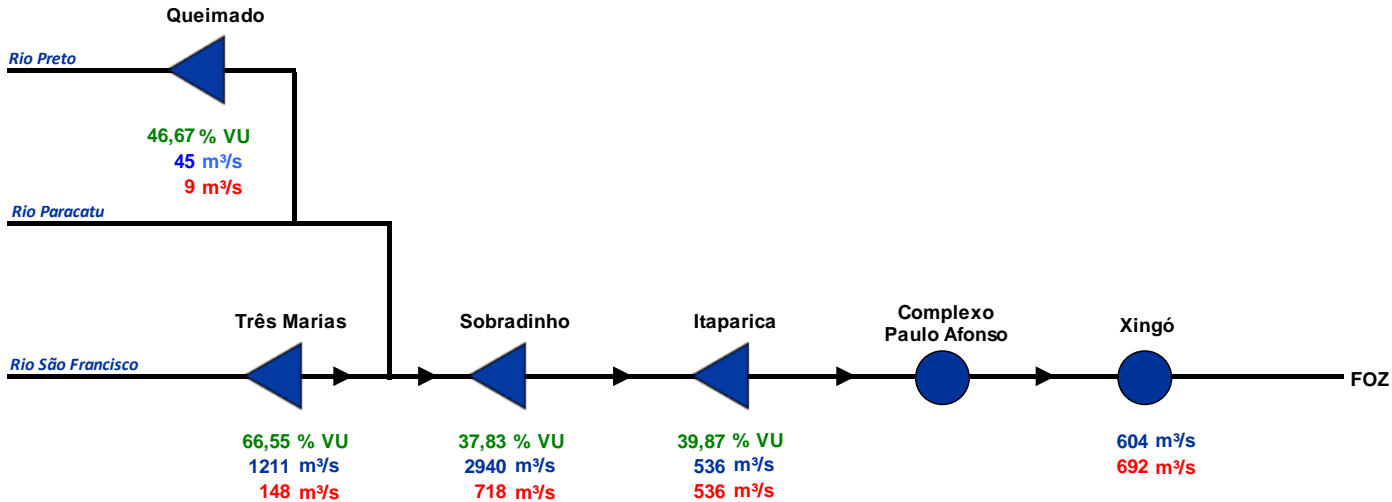 Queimado
Rio Preto
46,67 % VU
45 m³/s
9 m³/s
Rio Paracatu
Três Marias
Sobradinho
Itaparica
Complexo
Paulo Afonso
Xingó
Rio São Francisco
FOZ
66,55 % VU
1211 m³/s
148 m³/s
37,83 % VU
2940 m³/s
718 m³/s
39,87 % VU
536 m³/s
536 m³/s
604 m³/s
692 m³/s